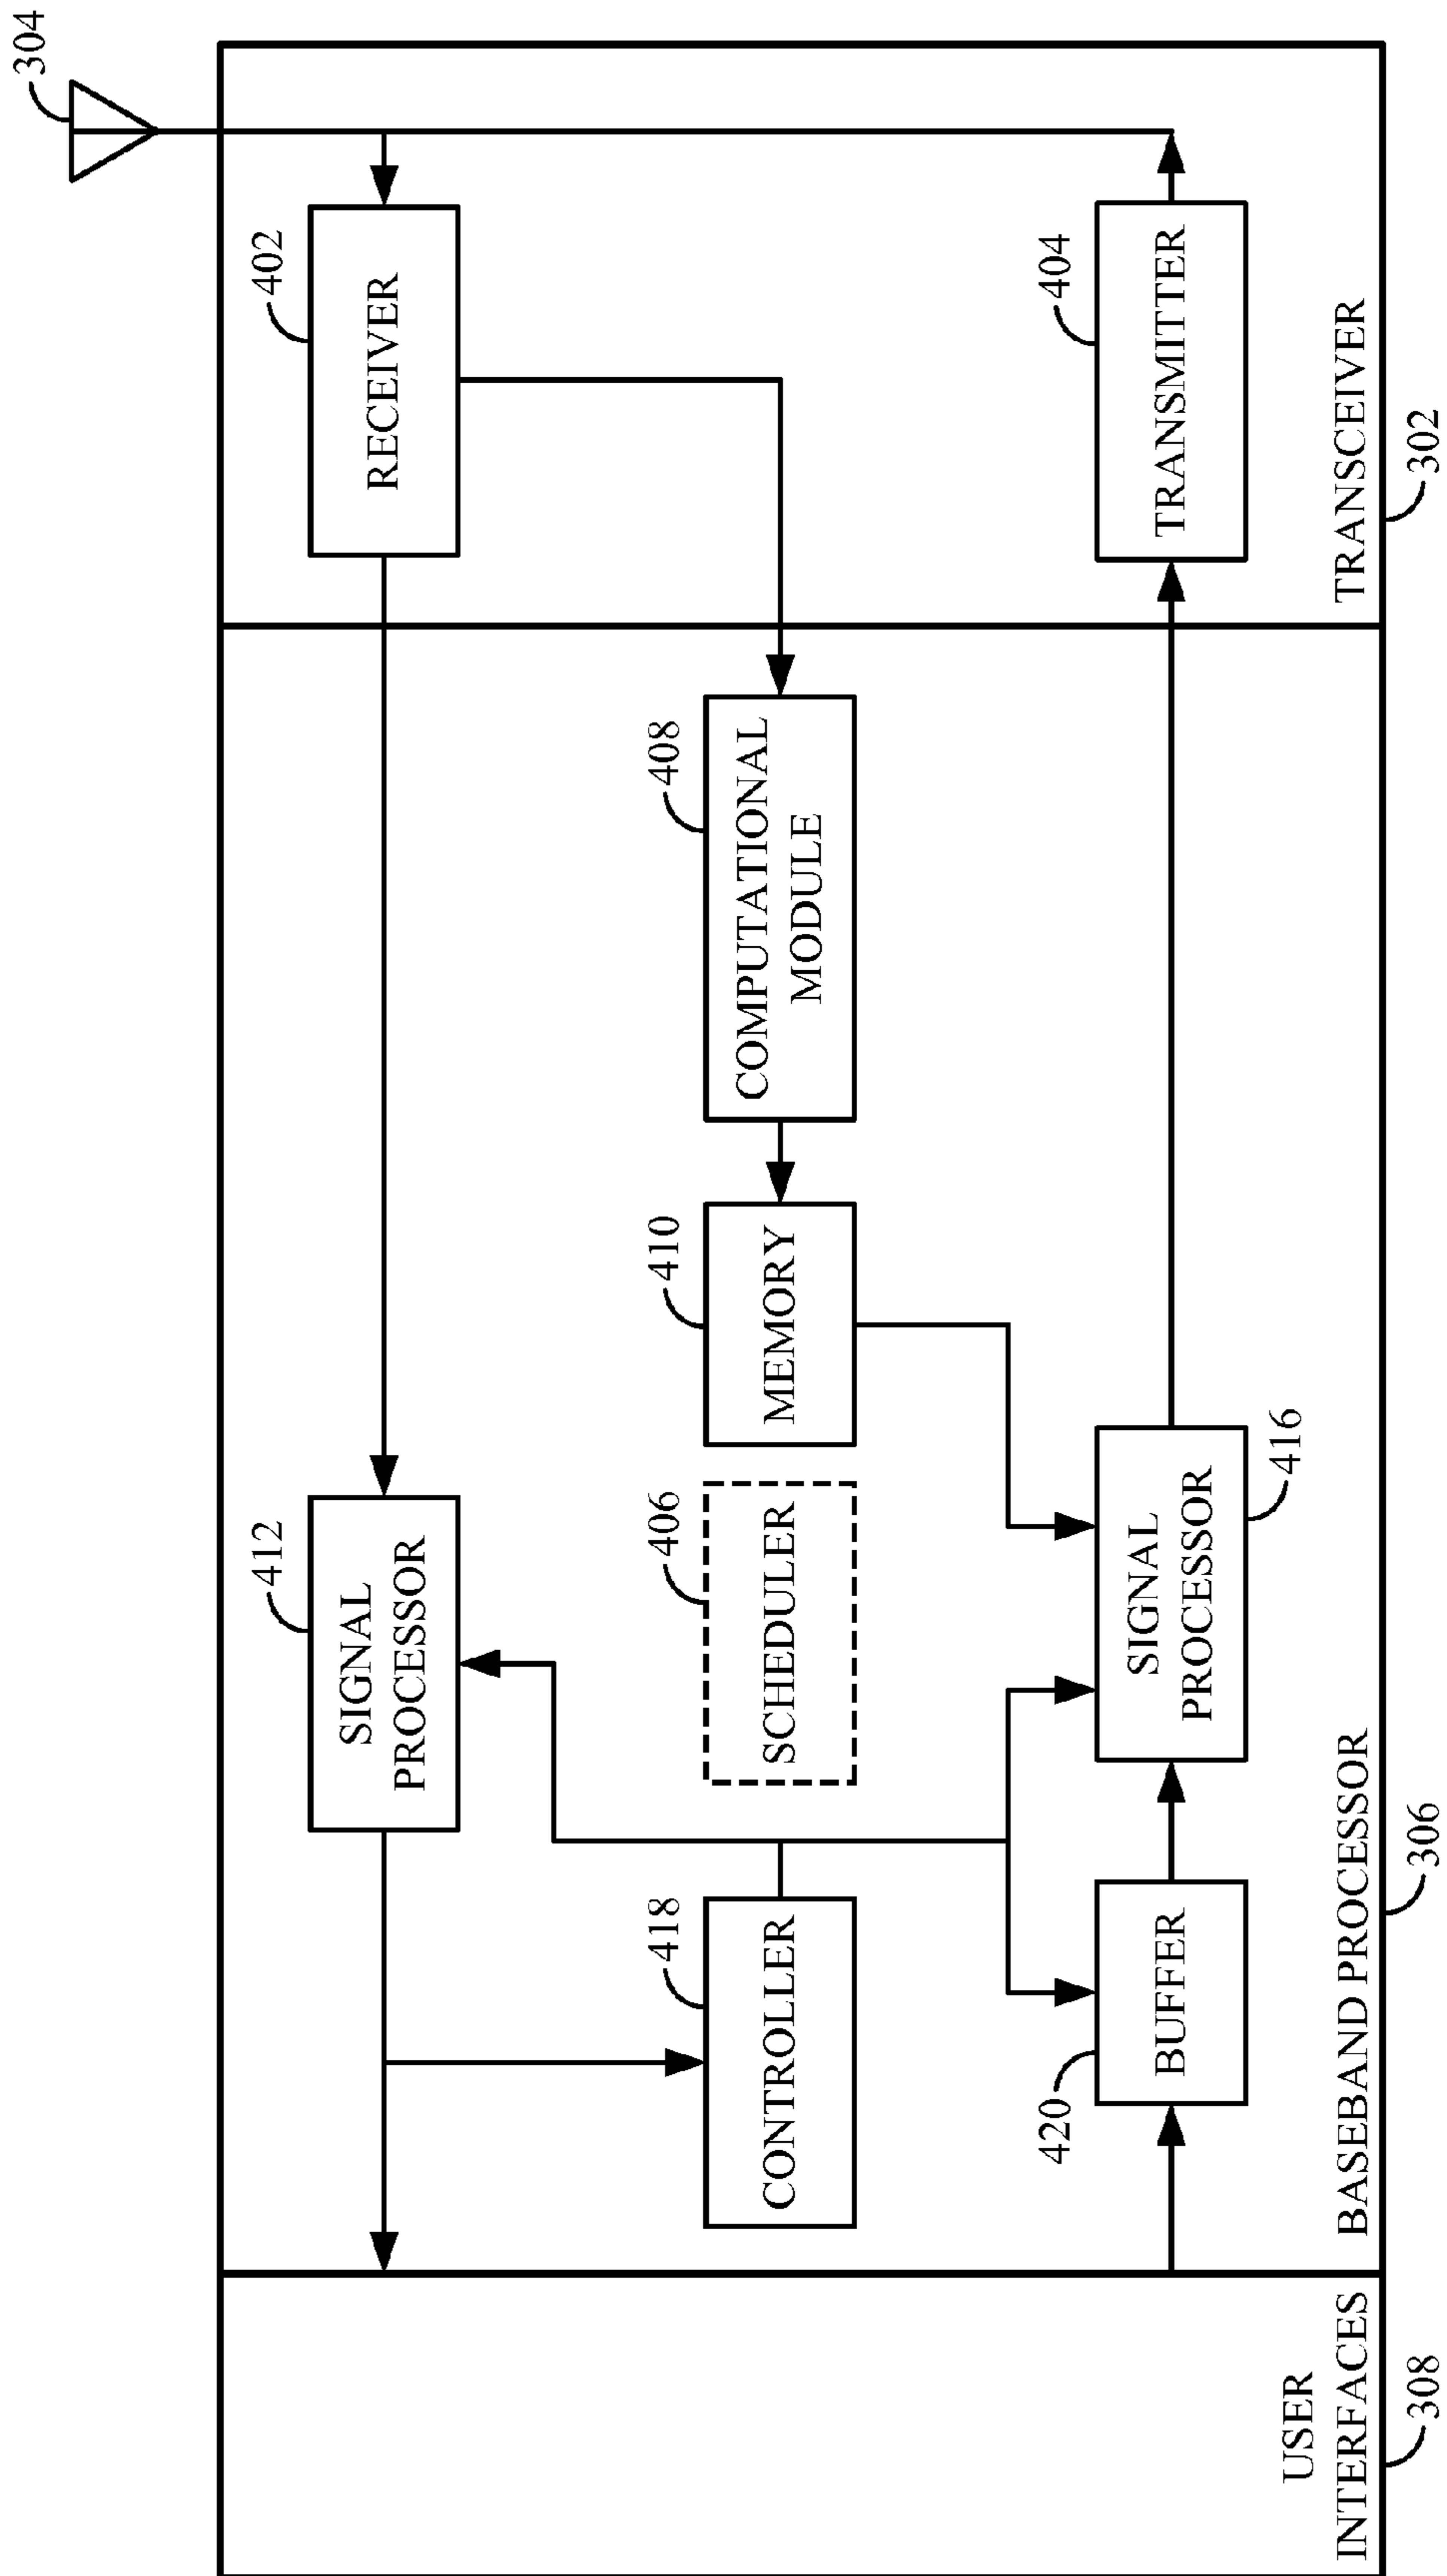 304
402
RECEIVER
404
TRANSMITTER
TRANSCEIVER
302
408
COMPUTATIONAL
MODULE
410
MEMORY
412
SIGNAL
PROCESSOR
406
SCHEDULER
416
SIGNAL
PROCESSOR
418
CONTROLLER
420
BUFFER
BASEBAND PROCESSOR
306
USER
INTERFACES
308